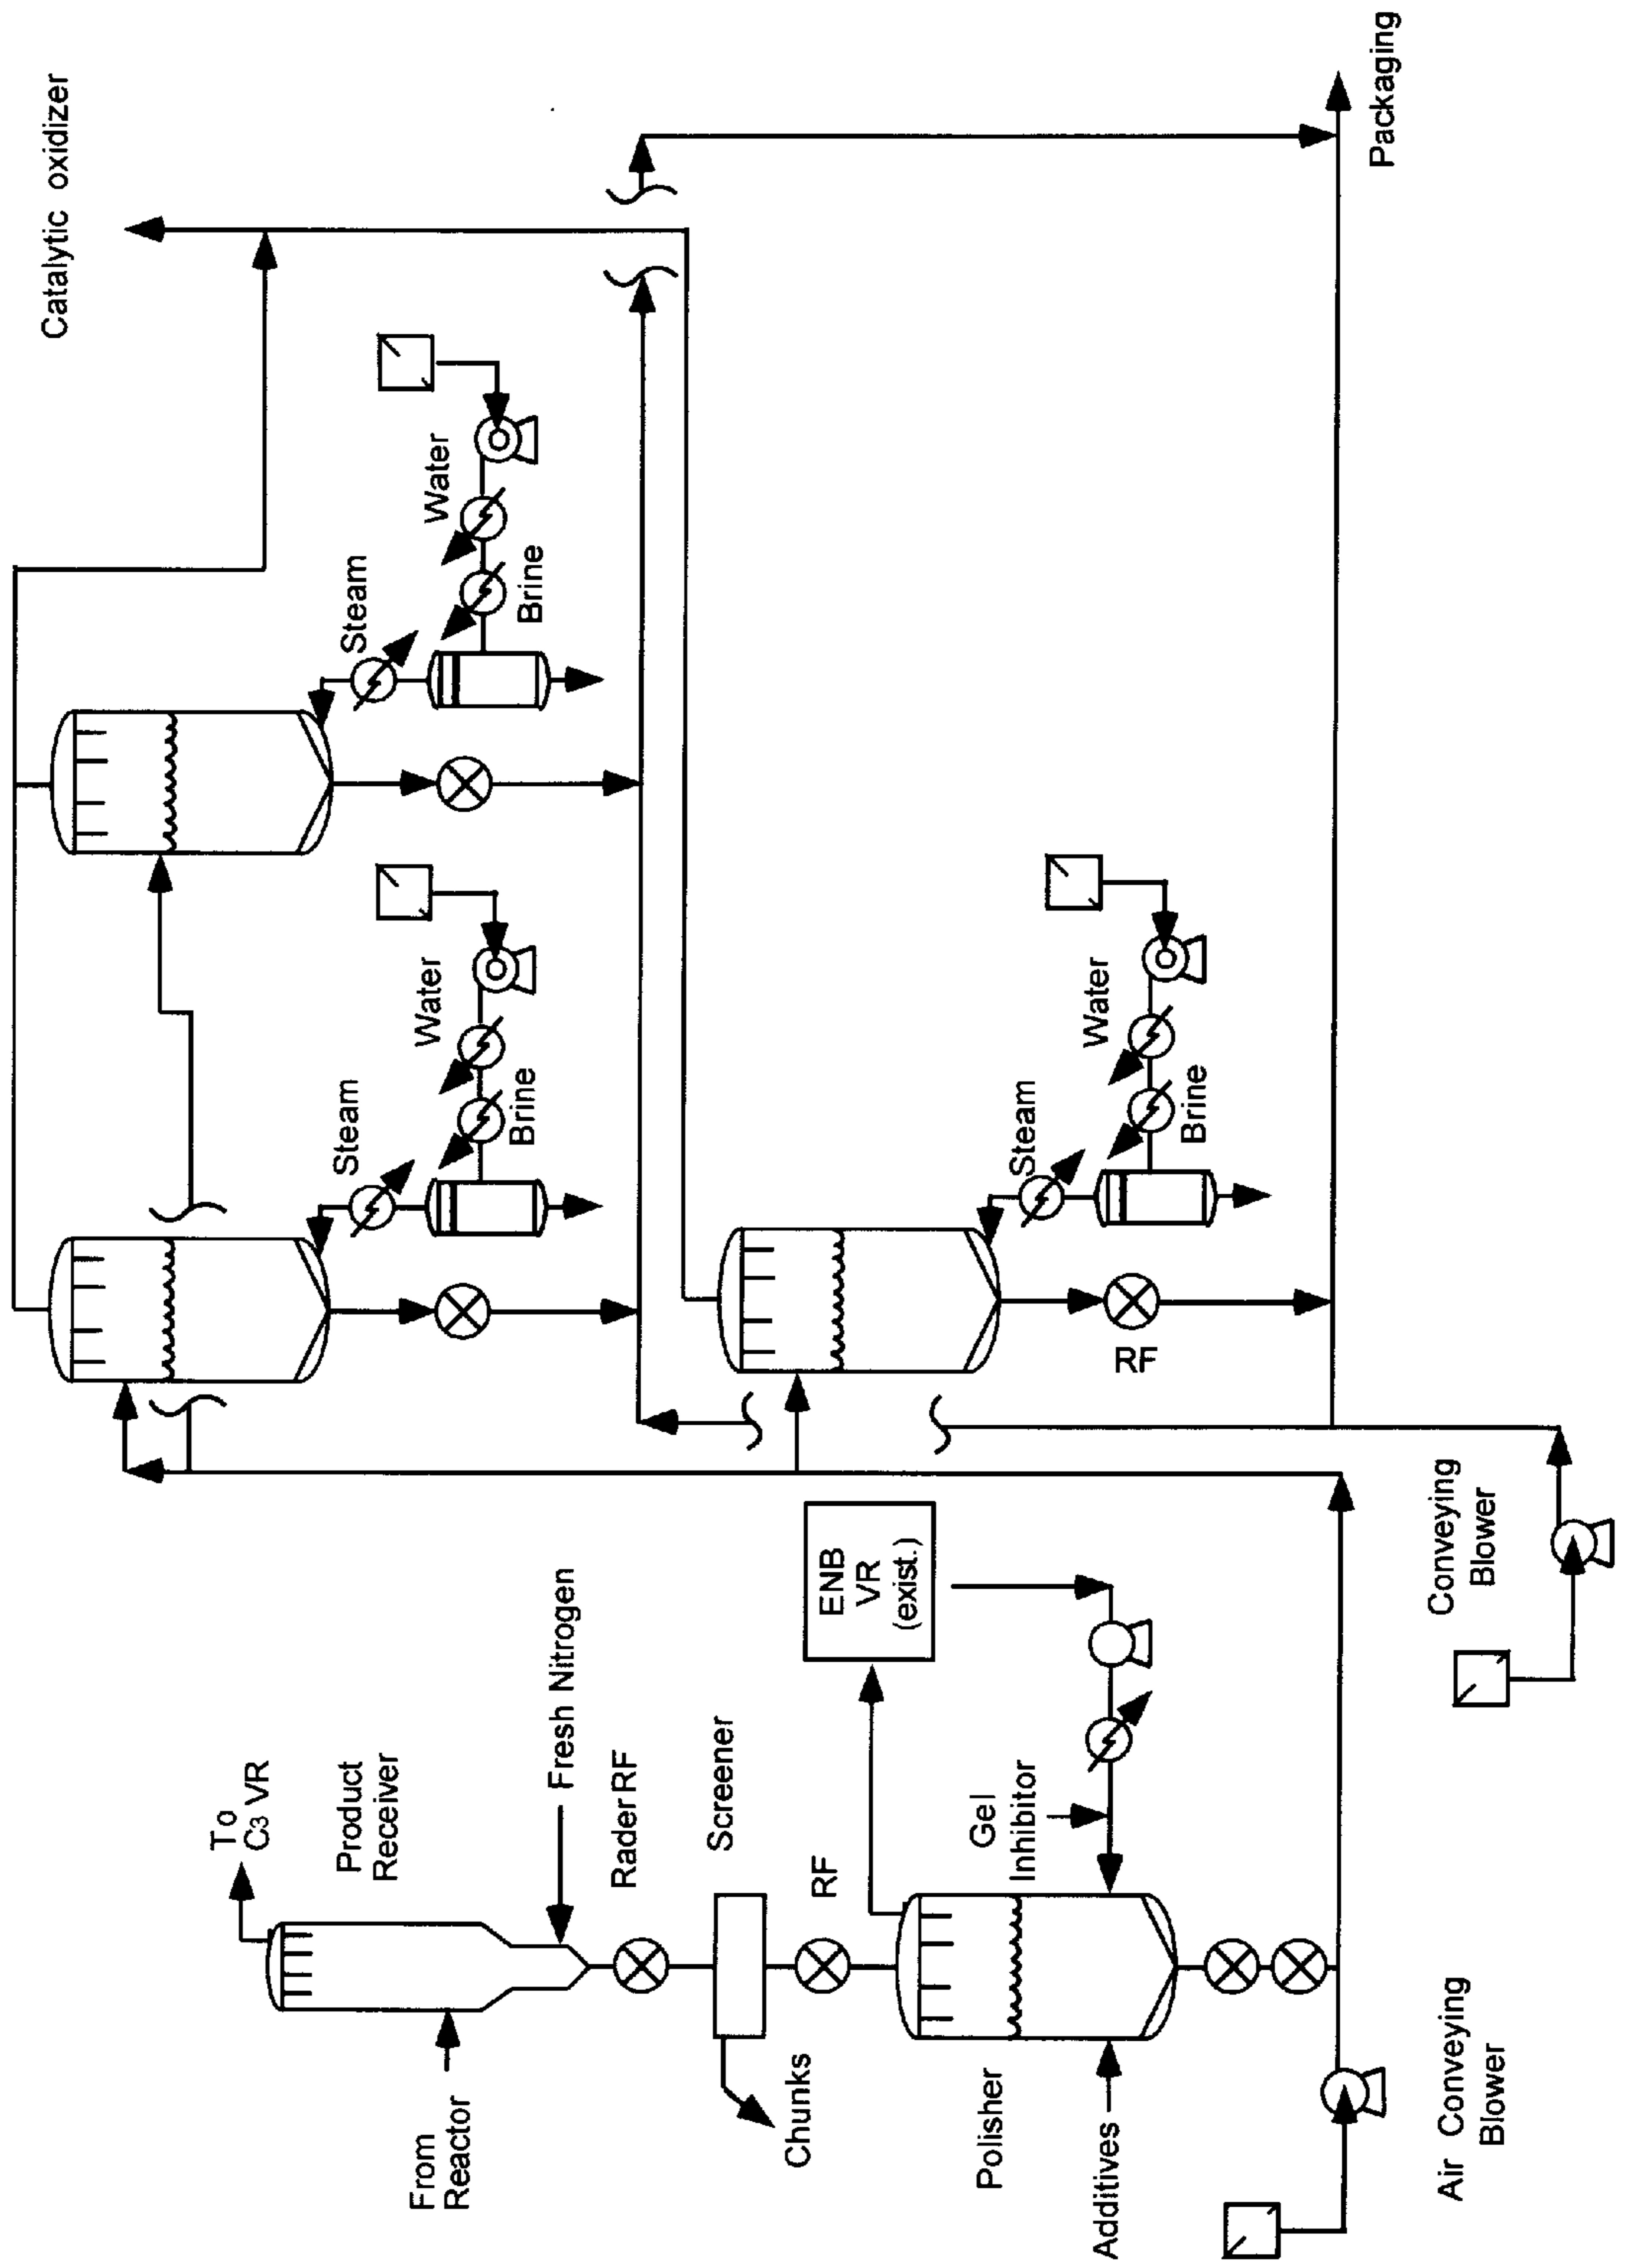 To
C3 VR
Product
Receiver
From
Reactor
Fresh Nitrogen
Rader RF
Screener
Chunks
RF
Polisher
Additives
Gel
Inhibitor
ENB
VR
(exist.)
Air Conveying
Blower
Conveying
Blower
Steam
Water
Brine
Steam
Water
Brine
Catalytic oxidizer
RF
Steam
Water
Brine
Packaging